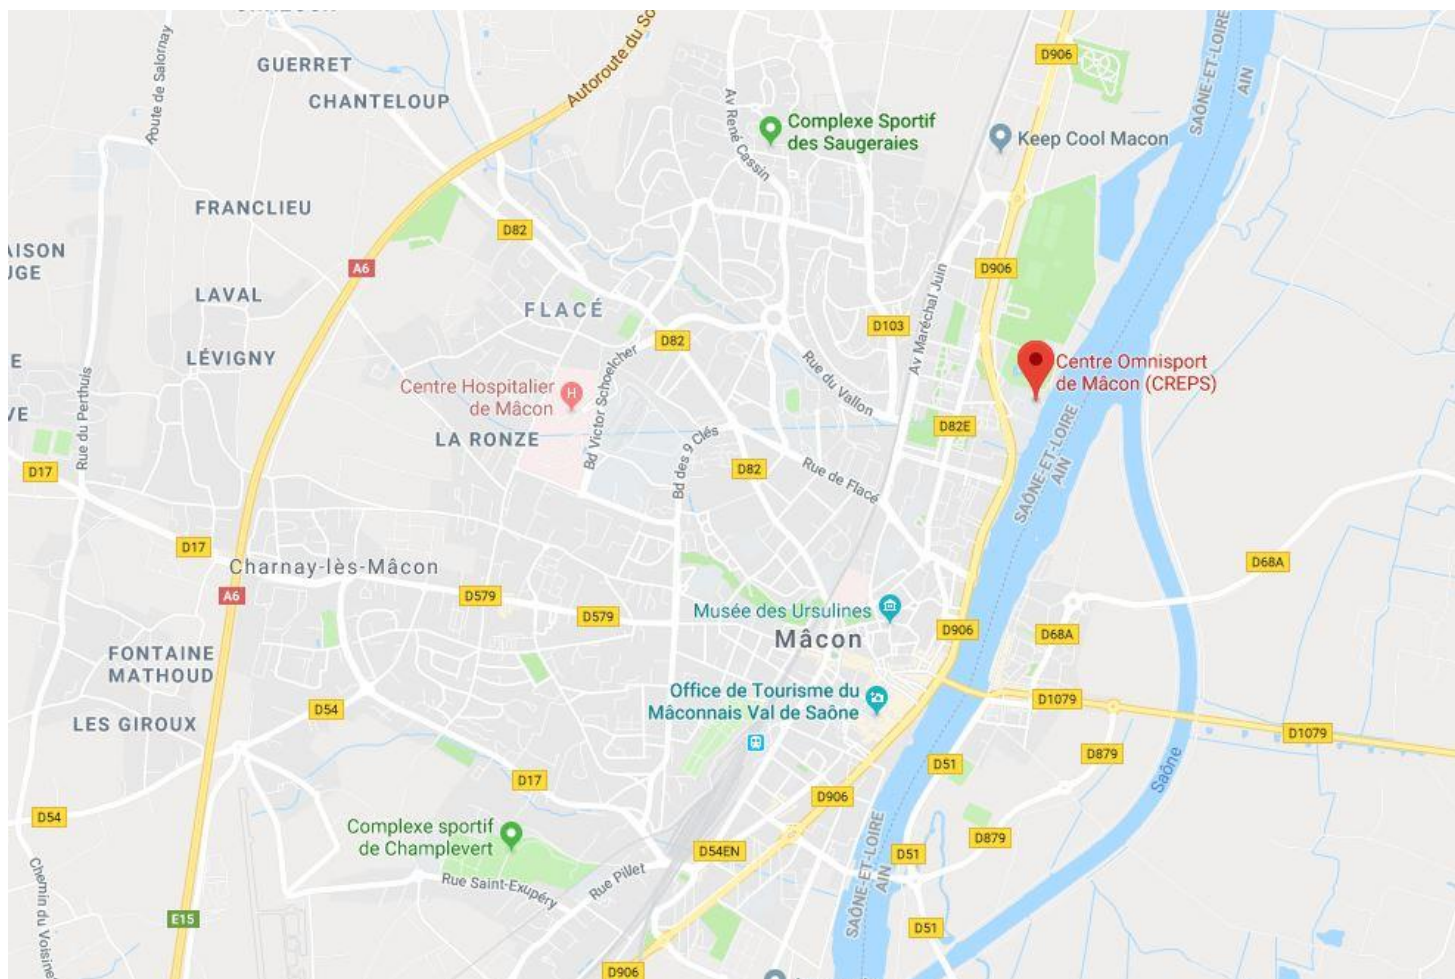 GUERRET
CHANTELOUP
Autoroute du So
Route de Salornay
D906
SAÔNE-ET-LOIRE
AIN
Av René Cassin
Complexe Sportif
des Saugeraies
Keep Cool Macon
FRANCLIEU
D82
AISON
UGE
A6
D906
LAVAL
FLACÉ
Av Maréchal Juin
D103
LÉVIGNY
D82
E
Centre Omnisport
de Mâcon (CREPS)
Rue du Vallon
Centre Hospitalier
de Mâcon
H
Bd Victor Schoelcher
VE
Rue du Perthuis
LA RONZE
D82E
Bd des 9 Clés
D17
D82
Rue de Flacé
SAÔNE-ET-LOIRE
AIN
D17
Charnay-lès-Mâcon
D68A
A6
D579
D579
Musée des Ursulines
Mâcon
D906
D68A
FONTAINE
MATHOUD
Office de Tourisme du
Mâconnais Val de Saône
D1079
LES GIROUX
D54
D1079
D879
D51
Saône
D17
D906
D54
Complexe sportif
de Champlevert
D879
D54EN
D51
SAÔNE-ET-LOIRE
AIN
Rue Saint-Exupéry
Rue Pillet
Chemin du Voisine
E15
D51
D906